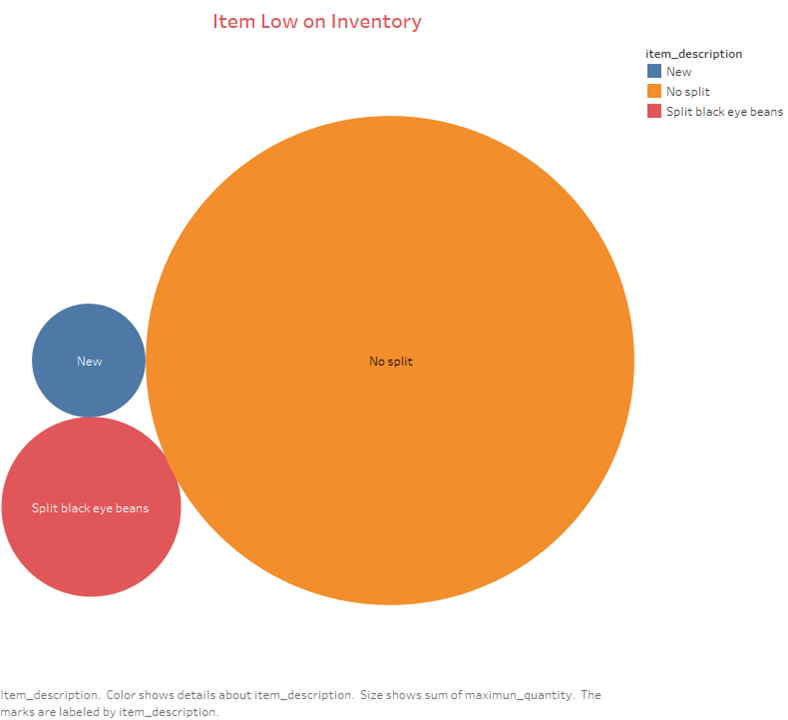 Item Low on Inventory
item_description
New
No split
Split black eye beans
New
No split
Split black eye beans
Item_description.  Color shows details about item_description.  Size shows sum of maximun_quantity.  The
marks are labeled by item_description.